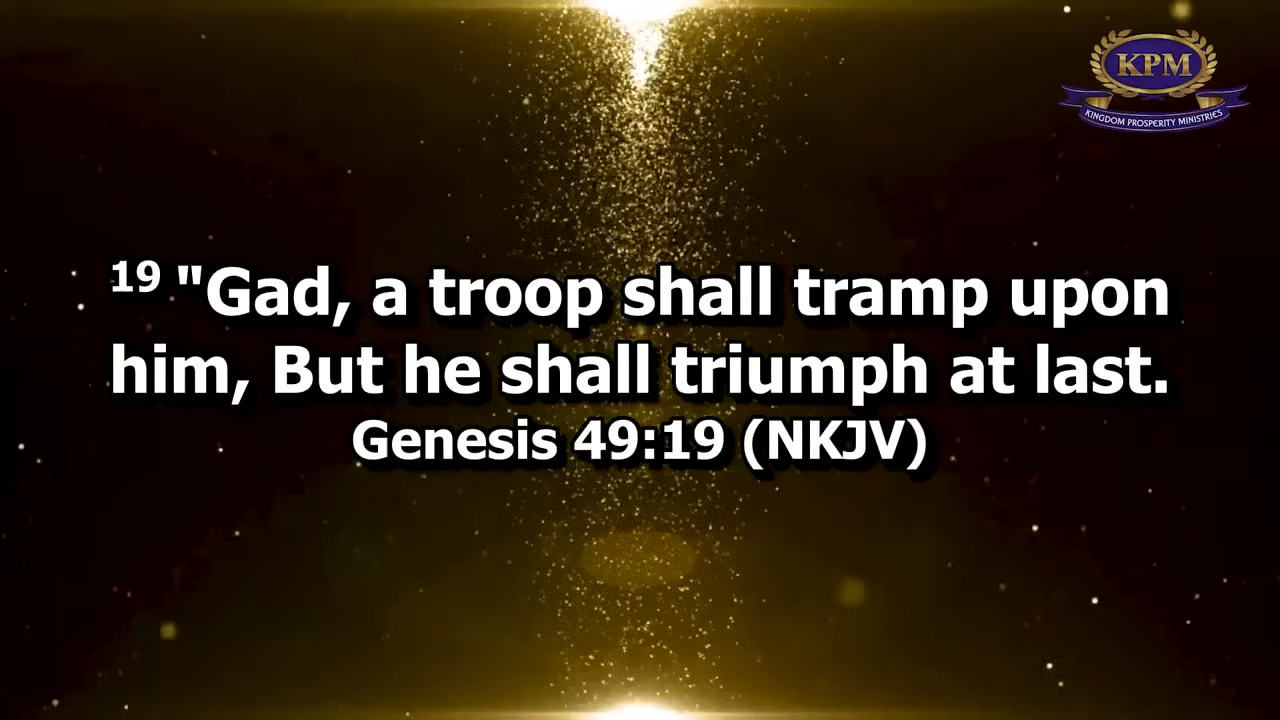 KPM
KINGDOM PROSPERITY MINISTRIES
19 "Gad, a troop shall tramp upon
him, But he shall triumph at last.
Genesis 49:19 (NKJV)